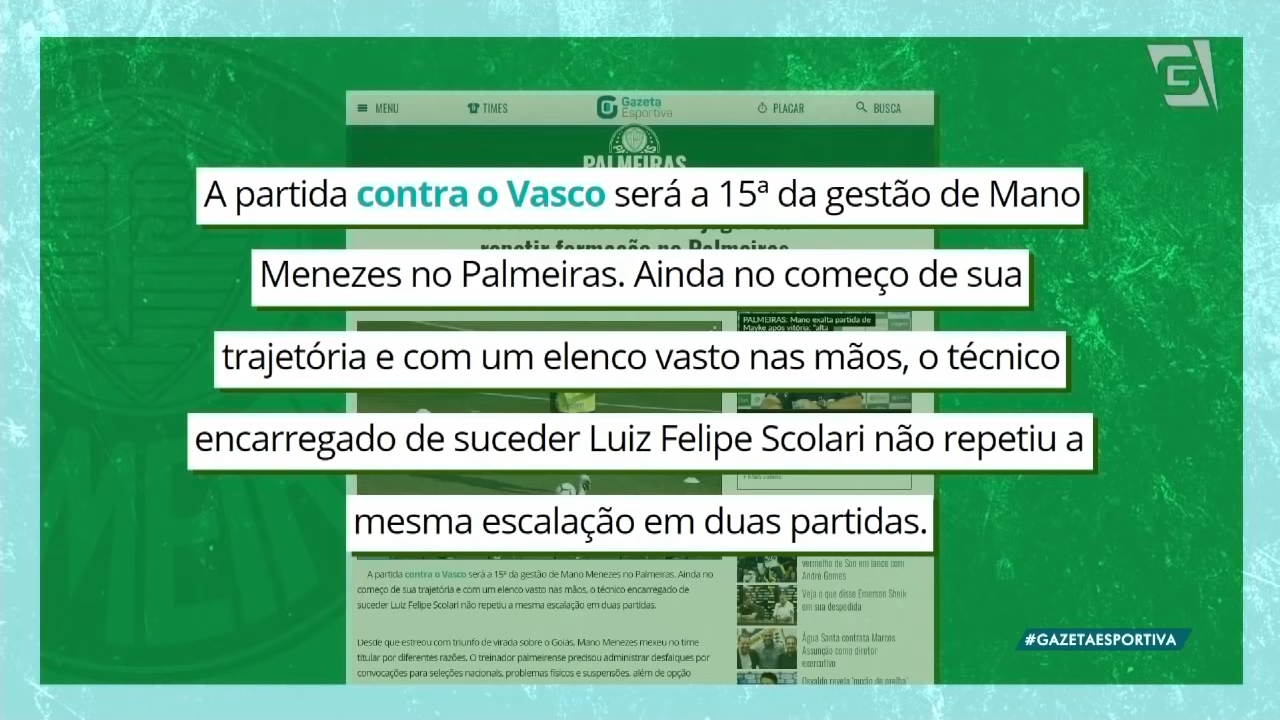 MENU
TIMES
Gazeta
Esportiva
PLACAR
BUSCA
PALMEIRAS
A partida contra o Vasco será a 15ª da gestão de Mano
repetir formação no Palmeiras
Menezes no Palmeiras. Ainda no começo de sua
PALMEIRAS: Mano exalta partida de
Mayke após vitória: "alta
trajetória e com um elenco vasto nas mãos, o técnico
encarregado de suceder Luiz Felipe Scolari não repetiu a
mesma escalação em duas partidas.
A partida contra o Vasco será a 15ª da gestão de Mano Menezes no Palmeiras. Ainda no
começo de sua trajetória e com um elenco vasto nas mãos, o técnico encarregado de
suceder Luiz Felipe Scolari não repetiu a mesma escalação em duas partidas.
Desde que estreou com triunfo de virada sobre o Goiás, Mano Menezes mexeu no time
titular por diferentes razões. O treinador palmeirense precisou administrar desfalques por
convocações para seleções nacionais, problemas físicos e suspensões, além de opção
vermelho de Son em lance com
André Gomes
Veja o que disse Emerson Sheik
em sua despedida
Água Santa contrata Marcos
Assunção como diretor
executivo
Osvaldo revela
#GAZETAESPORTIVA